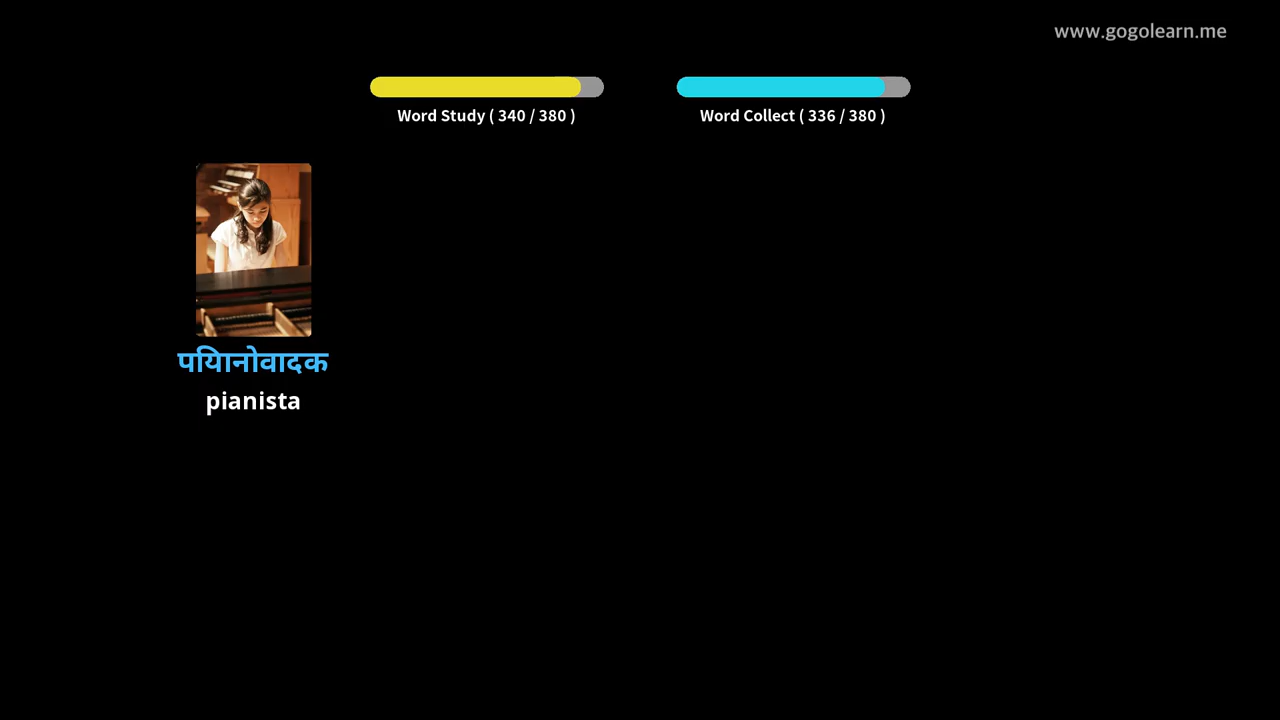 www.gogolearn.me
Word Study ( 340 / 380 )
Word Collect ( 336 / 380 )
पियानोवादक
pianista